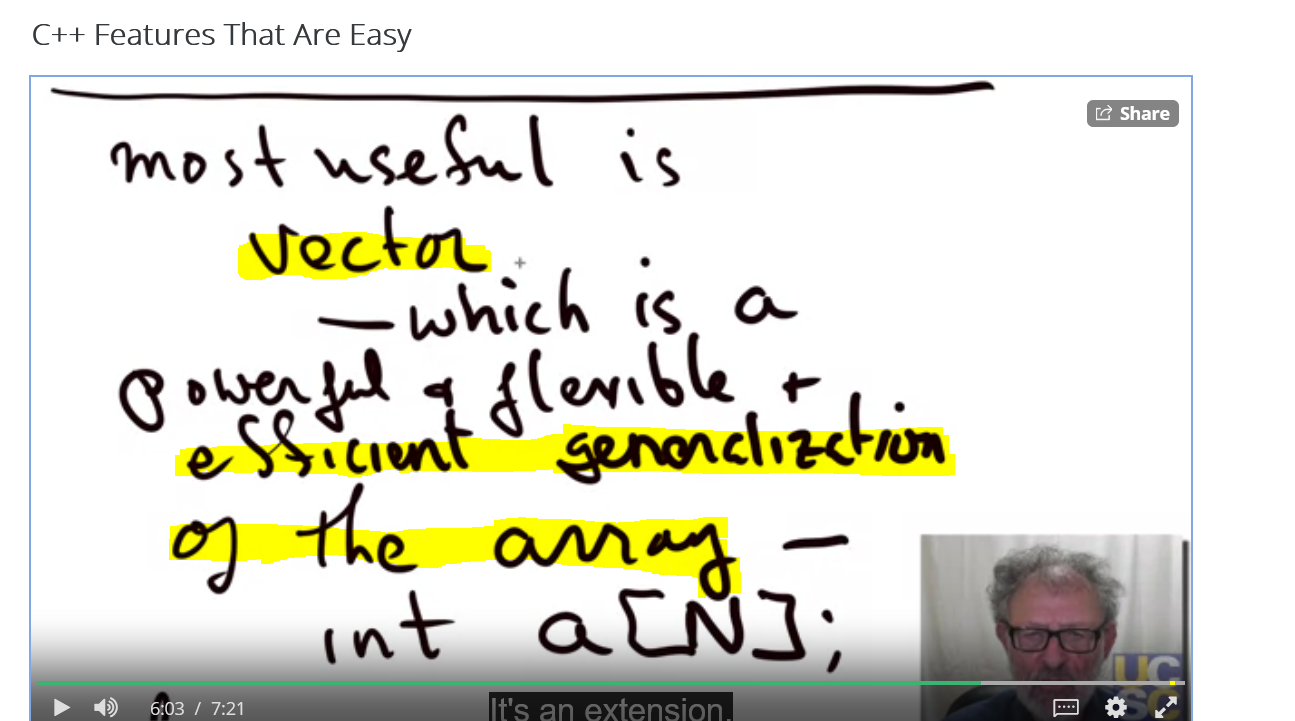 C++ Features That Are Easy
Share
most useful is
vector
— which is a
powerful & flexible +
efficient generalization
of the array —
int a[N];
UC
SC
6:03 / 7:21
It's an extension.